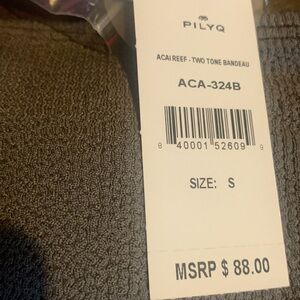 PILYQ
ACAI REEF - TWO TONE BANDEAU
ACA-324B
8 40001 52609 9
SIZE: S
MSRP $ 88.00